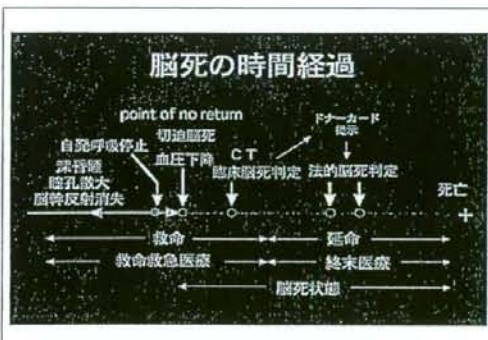 脳死の時間経過
point of no return
切迫脳死
血圧下降
自発呼吸停止
深昏睡
瞳孔散大
脳幹反射消失
CT
臨床脳死判定
ドナーカード
提示
法的脳死判定
死亡
救命
延命
救命救急医療
終末医療
脳死状態